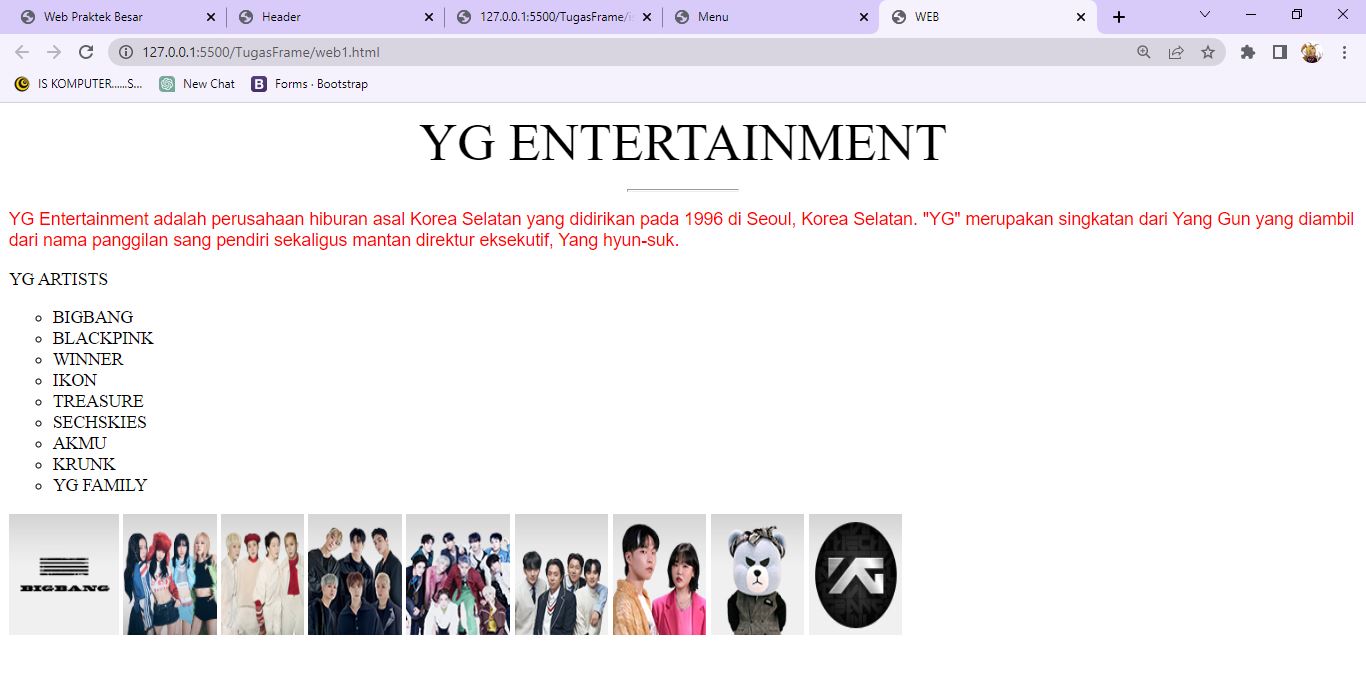 Web Praktek Besar
Header
127.0.0.1:5500/TugasFrame/is
Menu
WEB
127.0.0.1:5500/TugasFrame/web1.html
IS KOMPUTER......S...
New Chat
B
Forms · Bootstrap
YG ENTERTAINMENT
YG Entertainment adalah perusahaan hiburan asal Korea Selatan yang didirikan pada 1996 di Seoul, Korea Selatan. "YG" merupakan singkatan dari Yang Gun yang diambil
dari nama panggilan sang pendiri sekaligus mantan direktur eksekutif, Yang hyun-suk.
YG ARTISTS
BIGBANG
BLACKPINK
WINNER
IKON
TREASURE
SECHSKIES
AKMU
KRUNK
YG FAMILY
BIGBANG
YG